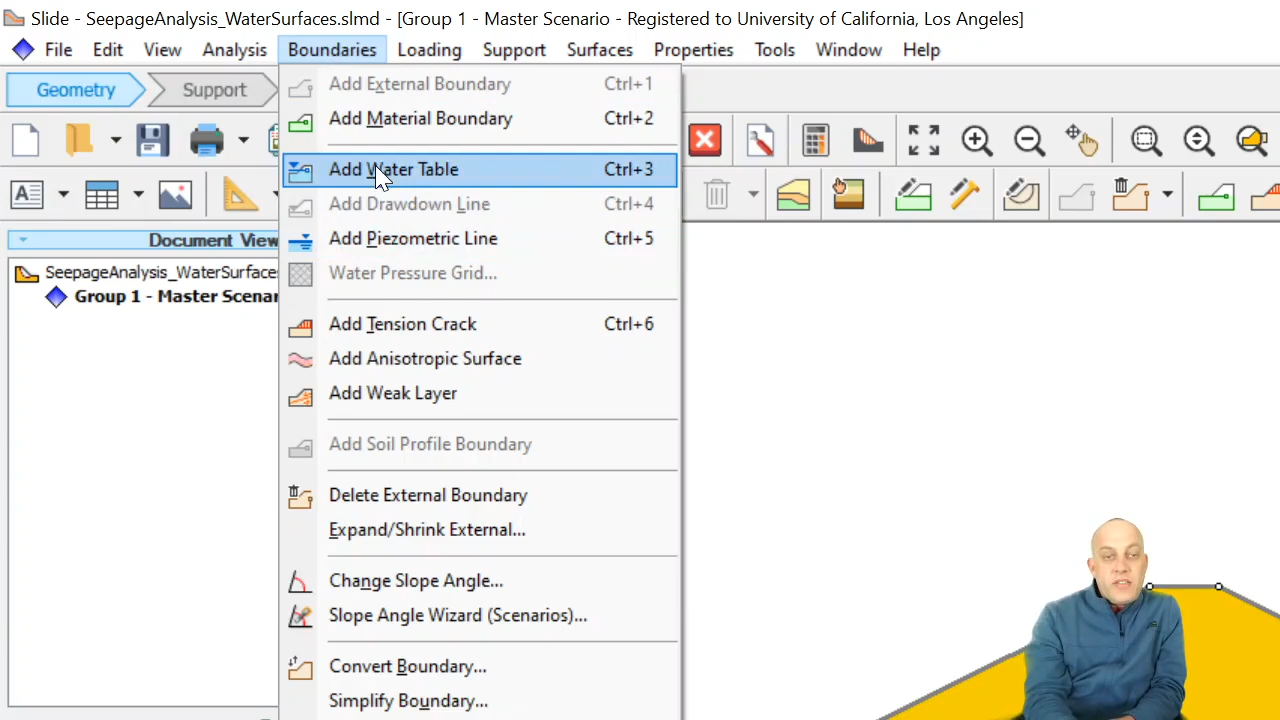 Slide - SeepageAnalysis_WaterSurfaces.slmd - [Group 1 - Master Scenario - Registered to University of California, Los Angeles]
File Edit View Analysis Boundaries Loading Support Surfaces Properties Tools Window Help
Geometry Support
Add External Boundary Ctrl+1
Add Material Boundary Ctrl+2
Add Water Table Ctrl+3
Add Drawdown Line Ctrl+4
Add Piezometric Line Ctrl+5
Water Pressure Grid...
Add Tension Crack Ctrl+6
Add Anisotropic Surface
Add Weak Layer
Add Soil Profile Boundary
Delete External Boundary
Expand/Shrink External...
Change Slope Angle...
Slope Angle Wizard (Scenarios)...
Convert Boundary...
Simplify Boundary...
A
Document View
SeepageAnalysis_WaterSurface
Group 1 - Master Scenar